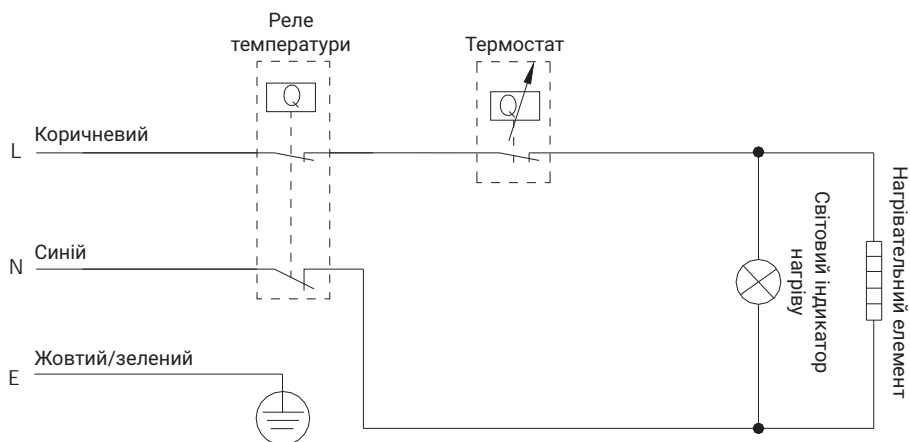 Реле
температури
Термостат
Q
Q
L
Коричневий
N
Синій
E
Жовтий/зелений
Світовий індикатор
нагріву
Нагрівательний елемент